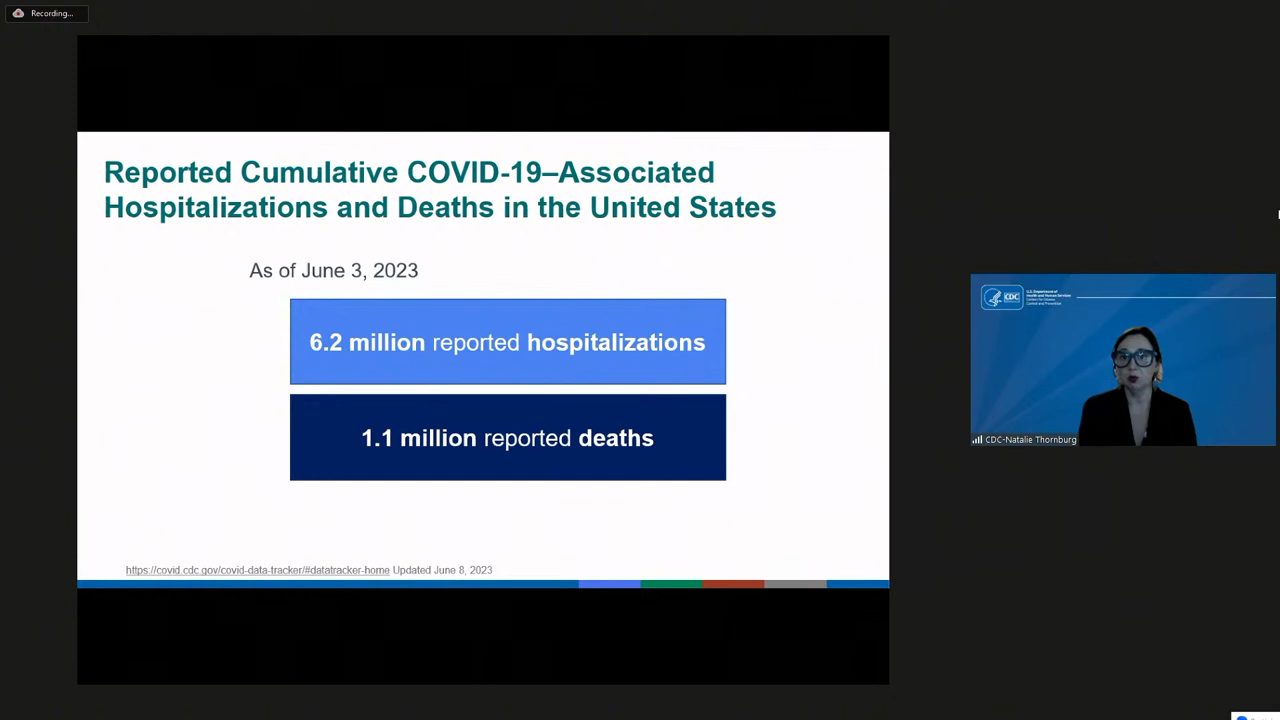 Recording...
Reported Cumulative COVID-19–Associated
Hospitalizations and Deaths in the United States
As of June 3, 2023
6.2 million reported hospitalizations
1.1 million reported deaths
https://covid.cdc.gov/covid-data-tracker/#datatracker-home Updated June 8, 2023
CDC
U.S. Department of
Health and Human Services
Centers for Disease
Control and Prevention
CDC-Natalie Thornburg